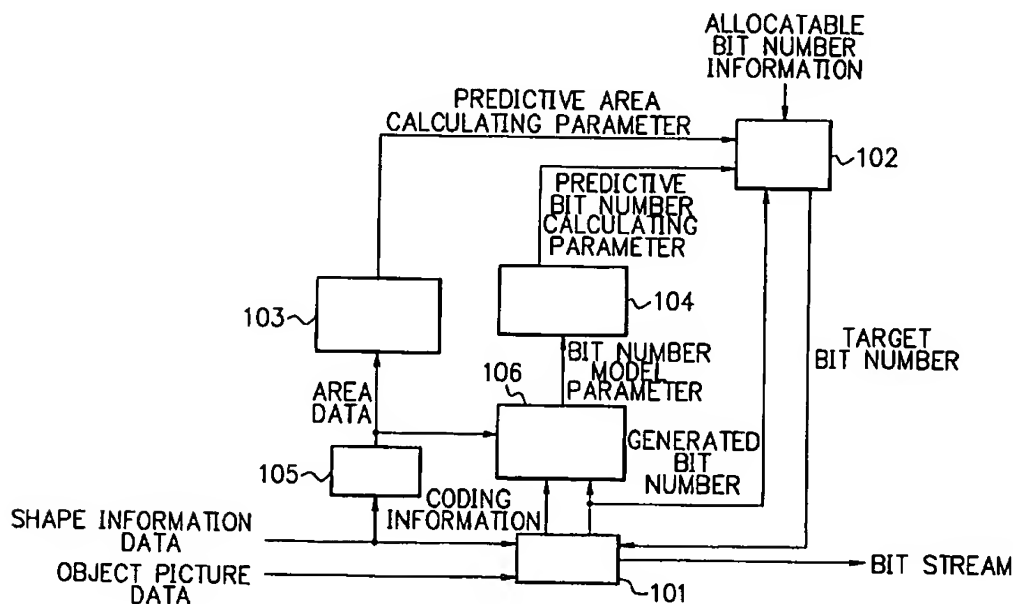 ALLOCATABLE
BIT NUMBER
INFORMATION
PREDICTIVE AREA
CALCULATING PARAMETER
102
PREDICTIVE
BIT NUMBER
CALCULATING
PARAMETER
103
104
TARGET
BIT NUMBER
BIT NUMBER
MODEL
PARAMETER
106
AREA
DATA
GENERATED
BIT
NUMBER
105
CODING
INFORMATION
SHAPE INFORMATION
DATA
OBJECT PICTURE
DATA
BIT STREAM
101